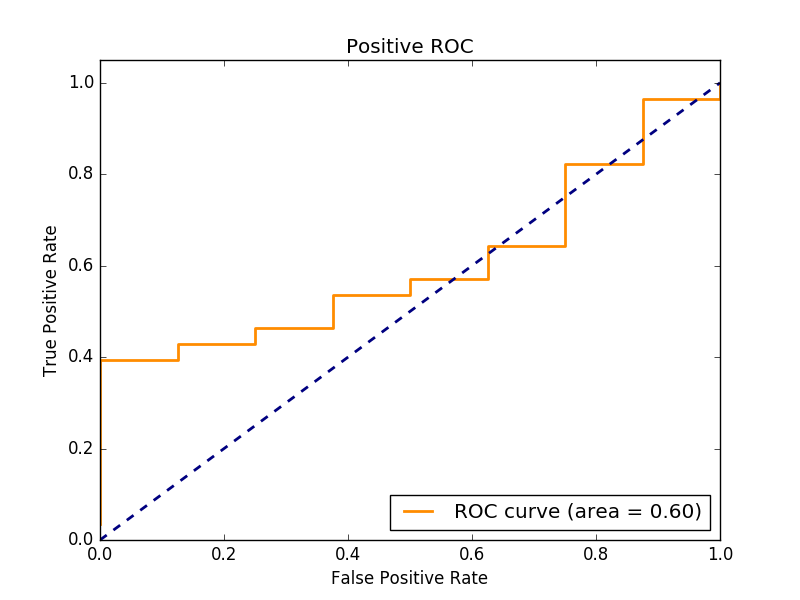 Positive ROC
True Positive Rate
1.0
0.8
0.6
0.4
0.2
0.0
ROC curve (area = 0.60)
0.0 0.2 0.4 0.6 0.8 1.0
False Positive Rate